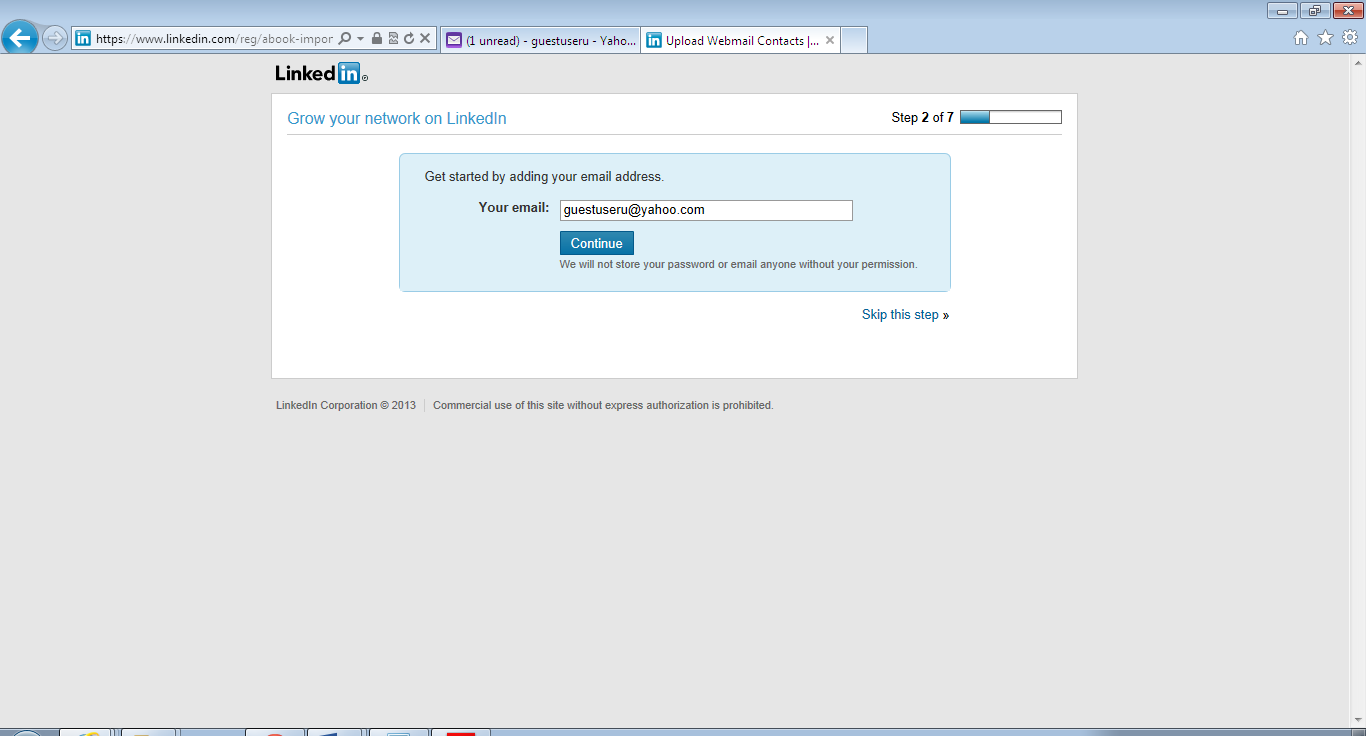 https://www.linkedin.com/reg/abook-impor
(1 unread) - guestuseru - Yaho...
Upload Webmail Contacts |...
Linked in ®
Grow your network on LinkedIn
Step 2 of 7
Get started by adding your email address.
Your email: guestuseru@yahoo.com
Continue
We will not store your password or email anyone without your permission.
Skip this step »
LinkedIn Corporation © 2013
Commercial use of this site without express authorization is prohibited.